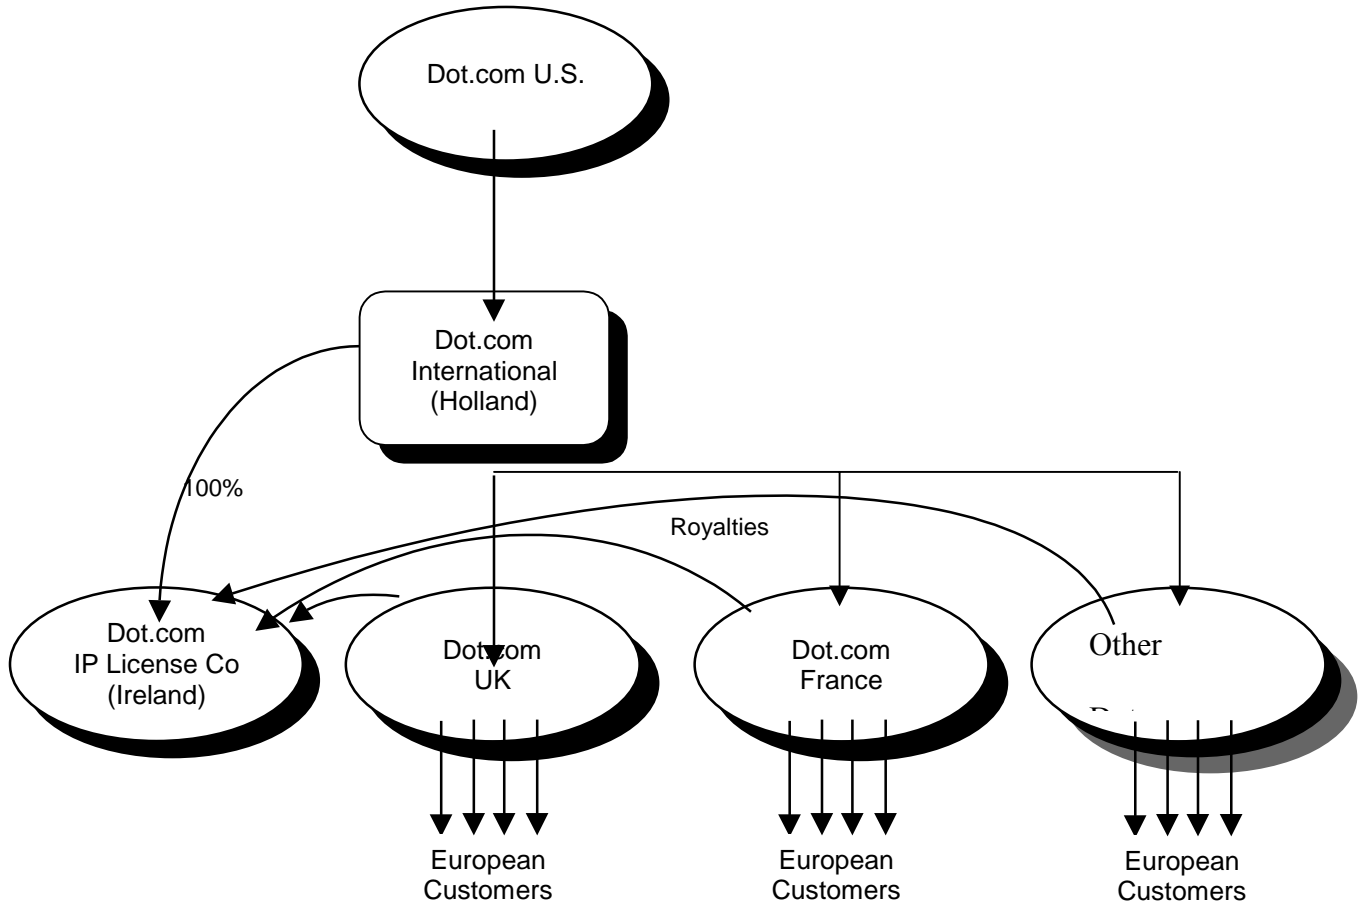 Dot.com U.S.
Dot.com
International
(Holland)
100%
Royalties
Dot.com
IP License Co
(Ireland)
Dot.com
UK
Dot.com
France
Other
European
Customers
European
Customers
European
Customers